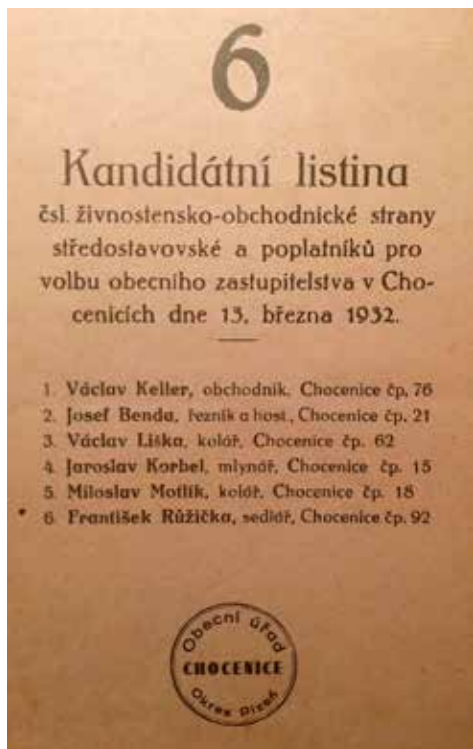 6
Kandidátní listina
čsl. živnostensko-obchodnické strany
středostavovské a poplatníků pro
volbu obecního zastupitelstva v Cho-
cenicích dne 13. března 1932.
1. Václav Keller, obchodník, Chocenice čp. 76
2. Josef Benda, řezník a host., Chocenice čp. 21
3. Václav Liška, kolář, Chocenice čp. 62
4. Jaroslav Korbel, mlynář, Chocenice čp. 15
5. Miloslav Motlík, kolář, Chocenice čp. 18
6. František Růžička, sedlář, Chocenice čp. 92
Obecní úřad
CHOCENICE
Okres Plzeň